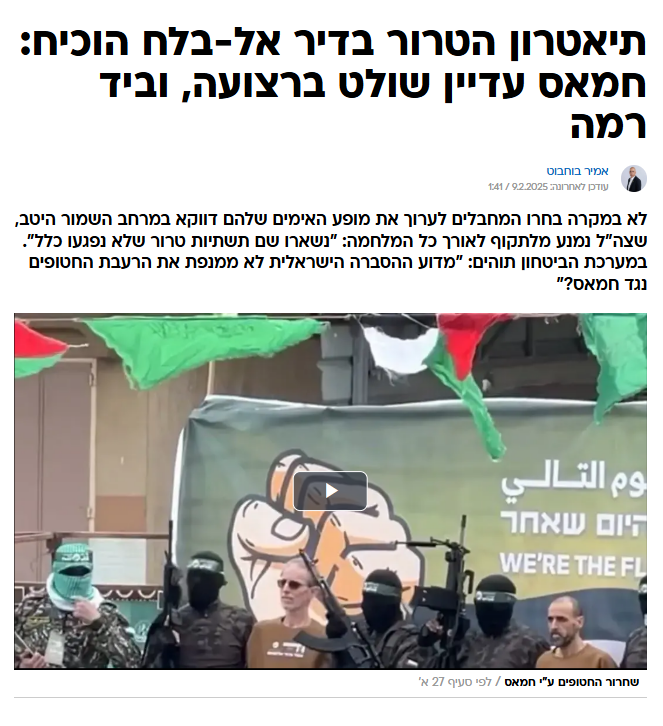 תיאטרון הטרור בדיר אל-בלח הוכיח:
חמאס עדיין שולט ברצועה, וביד
רמה
אמיר בוחבוט
עודכן לאחרונה: 9.2.2025 / 1:41
לא במקרה בחרו המחבלים לערוך את מופע האימים שלהם דווקא במרחב השמור היטב,
שצה"ל נמנע מלתקוף לאורך כל המלחמה: "נשארו שם תשתיות טרור שלא נפגעו כלל".
במערכת הביטחון תוהים: "מדוע ההסברה הישראלית לא ממנפת את הרעבת החטופים
נגד חמאס?"
وم التالي
היום שאחר
WE'RE THE FL
שחרור החטופים ע"י חמאס / לפי סעיף 27 א'